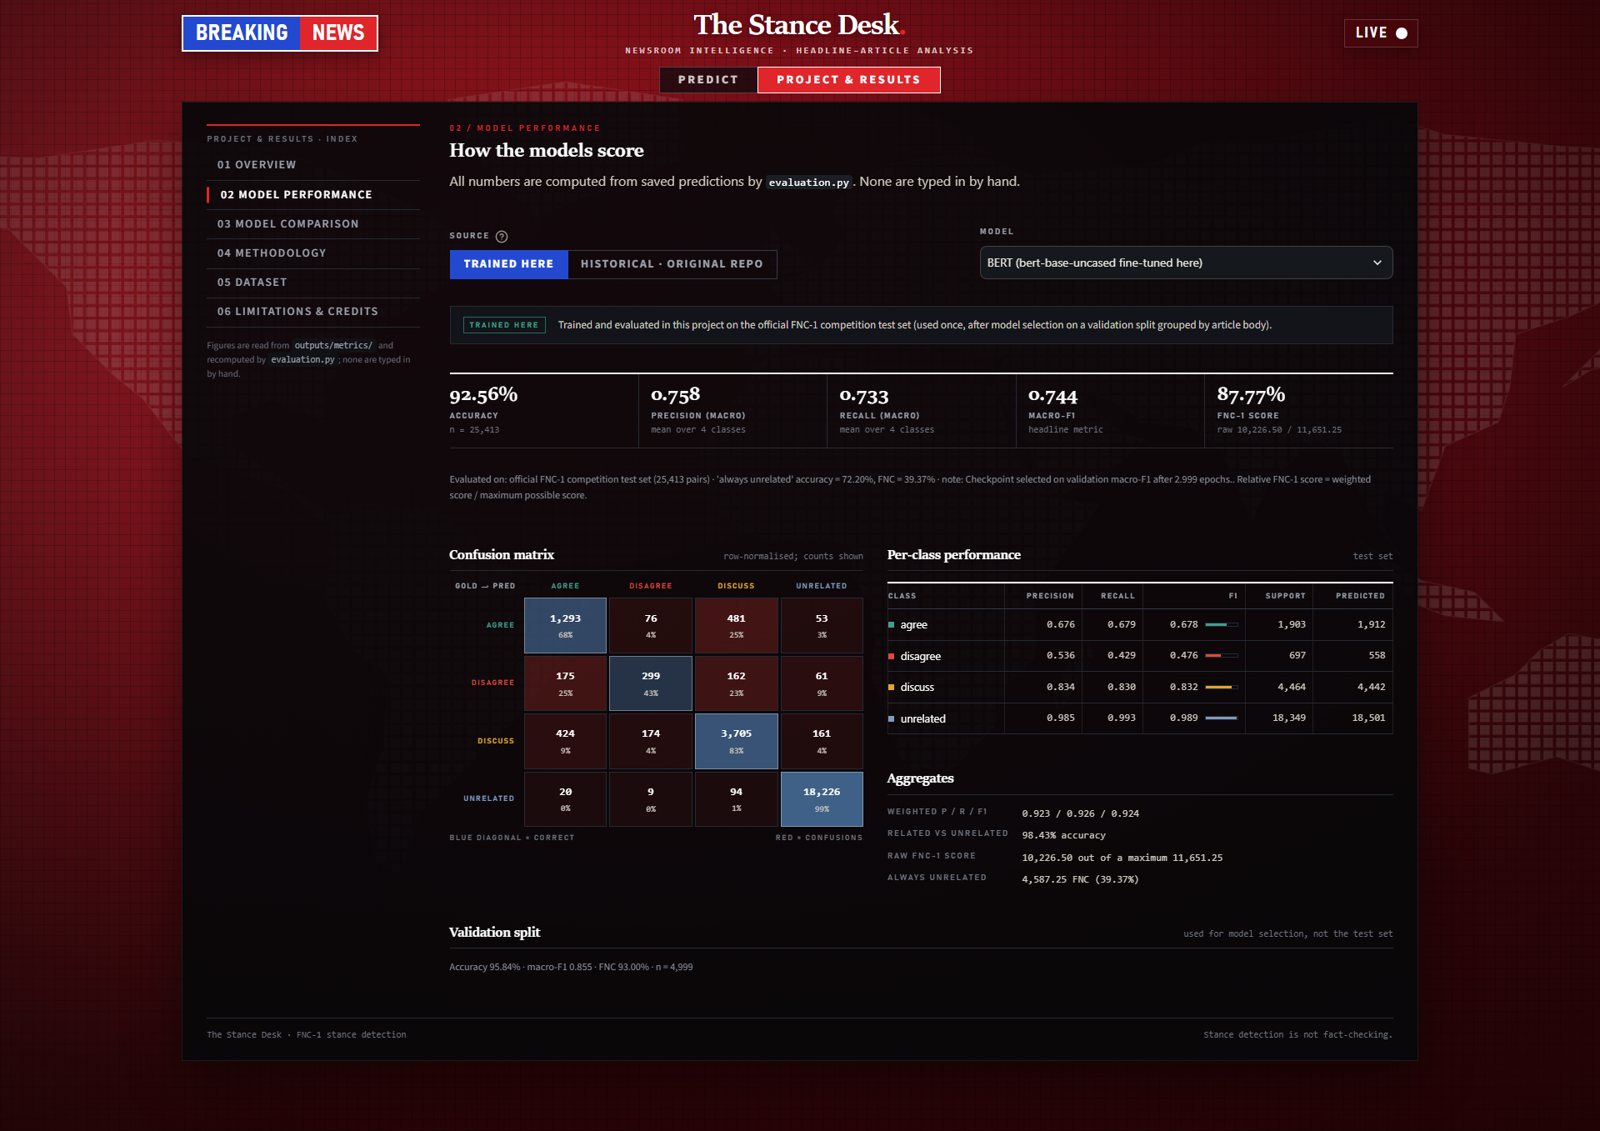 BREAKING NEWS
The Stance Desk.
NEWSROOM INTELLIGENCE · HEADLINE-ARTICLE ANALYSIS
LIVE
PREDICT
PROJECT & RESULTS
PROJECT & RESULTS · INDEX
01 OVERVIEW
02 MODEL PERFORMANCE
03 MODEL COMPARISON
04 METHODOLOGY
05 DATASET
06 LIMITATIONS & CREDITS
Figures are read from outputs/metrics/ and
recomputed by evaluation.py; none are typed in
by hand.
02 / MODEL PERFORMANCE
How the models score
All numbers are computed from saved predictions by evaluation.py. None are typed in by hand.
SOURCE ?
TRAINED HERE
HISTORICAL · ORIGINAL REPO
MODEL
BERT (bert-base-uncased fine-tuned here)
TRAINED HERE Trained and evaluated in this project on the official FNC-1 competition test set (used once, after model selection on a validation split grouped by article body).
92.56%
ACCURACY
n = 25,413
0.758
PRECISION (MACRO)
mean over 4 classes
0.733
RECALL (MACRO)
mean over 4 classes
0.744
MACRO-F1
headline metric
87.77%
FNC-1 SCORE
raw 10,226.50 / 11,651.25
Evaluated on: official FNC-1 competition test set (25,413 pairs) · 'always unrelated' accuracy = 72.20%, FNC = 39.37% · note: Checkpoint selected on validation macro-F1 after 2.999 epochs.. Relative FNC-1 score = weighted
score / maximum possible score.
Confusion matrix
row-normalised; counts shown
GOLD → PRED AGREE DISAGREE DISCUSS UNRELATED
AGREE 1,293 76 481 53
68% 4% 25% 3%
DISAGREE 175 299 162 61
25% 43% 23% 9%
DISCUSS 424 174 3,705 161
9% 4% 83% 4%
UNRELATED 20 9 94 18,226
0% 0% 1% 99%
BLUE DIAGONAL = CORRECT
RED = CONFUSIONS
Per-class performance
test set
CLASS PRECISION RECALL F1 SUPPORT PREDICTED
agree 0.676 0.679 0.678 1,903 1,912
disagree 0.536 0.429 0.476 697 558
discuss 0.834 0.830 0.832 4,464 4,442
unrelated 0.985 0.993 0.989 18,349 18,501
Aggregates
WEIGHTED P / R / F1 0.923 / 0.926 / 0.924
RELATED VS UNRELATED 98.43% accuracy
RAW FNC-1 SCORE 10,226.50 out of a maximum 11,651.25
ALWAYS UNRELATED 4,587.25 FNC (39.37%)
Validation split
used for model selection, not the test set
Accuracy 95.84% · macro-F1 0.855 · FNC 93.00% · n = 4,999
The Stance Desk · FNC-1 stance detection
Stance detection is not fact-checking.